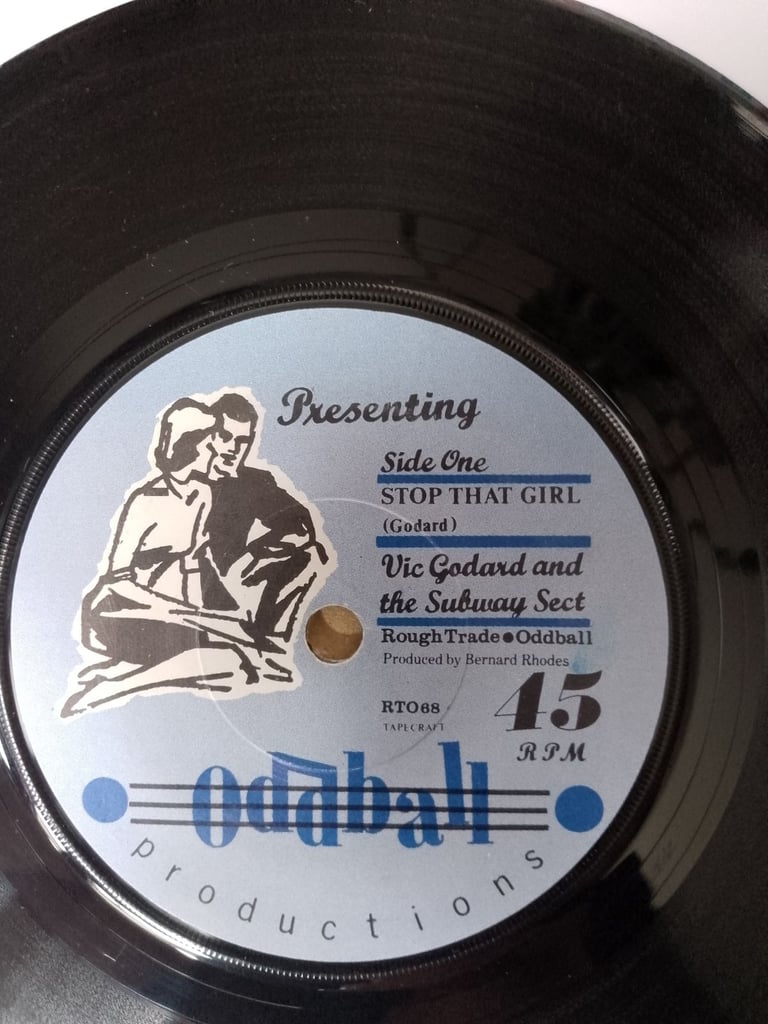 Presenting
Side One
STOP THAT GIRL
(Godard)
Vic Godard and
the Subway Sect
Rough Trade●Oddball
Produced by Bernard Rhodes
RTO68
TAPECRAFT
45
RPM
oddball
productions